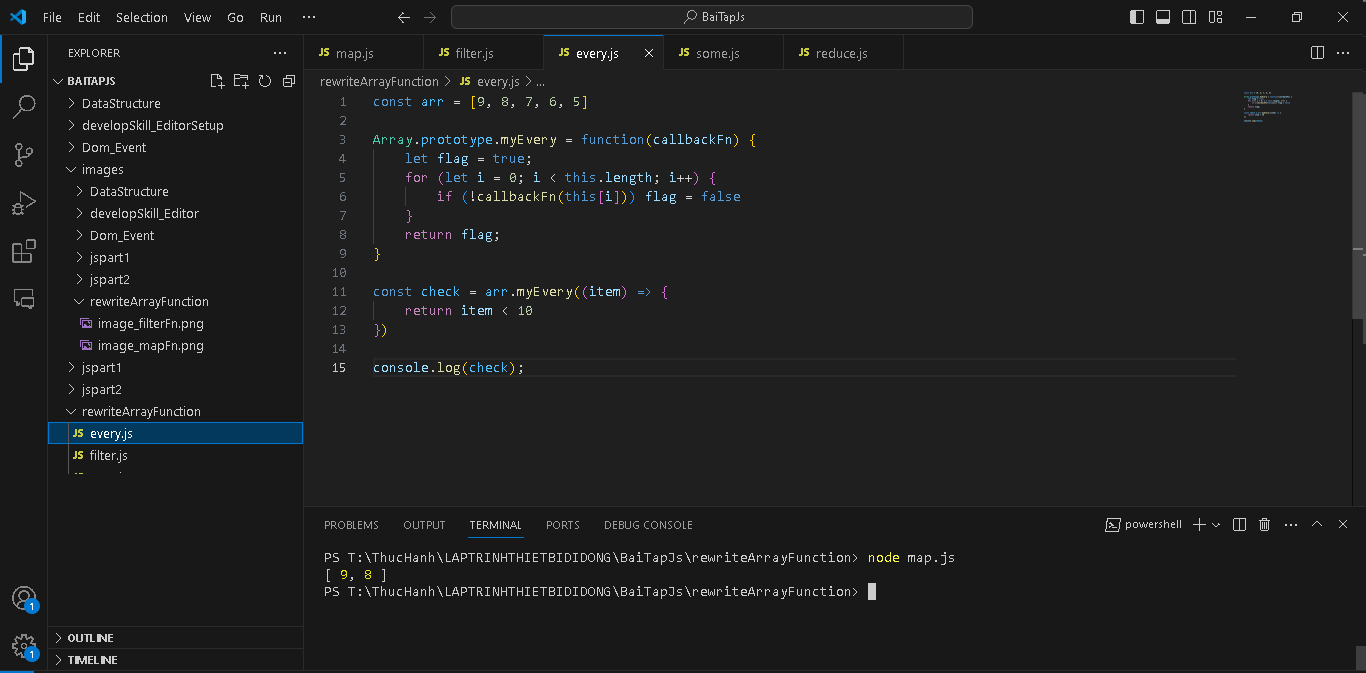 File Edit Selection View Go Run ··· BaiTapJs
EXPLORER ···
BAITAPJS
DataStructure
developSkill_EditorSetup
Dom_Event
images
DataStructure
developSkill_Editor
Dom_Event
jspart1
jspart2
rewriteArrayFunction
image_filterFn.png
image_mapFn.png
jspart1
jspart2
rewriteArrayFunction
JS every.js
JS filter.js
OUTLINE
TIMELINE
1
1
JS map.js JS filter.js JS every.js JS some.js JS reduce.js
rewriteArrayFunction > JS every.js > ...
1 const arr = [9, 8, 7, 6, 5]
2
3 Array.prototype.myEvery = function(callbackFn) {
4 let flag = true;
5 for (let i = 0; i < this.length; i++) {
6 if (!callbackFn(this[i])) flag = false
7 }
8 return flag;
9 }
10
11 const check = arr.myEvery((item) => {
12 return item < 10
13 })
14
15 console.log(check);
PROBLEMS OUTPUT TERMINAL PORTS DEBUG CONSOLE powershell
PS T:\ThucHanh\LAPTRINHTHIETBIDIDONG\BaiTapJs\rewriteArrayFunction> node map.js
[ 9, 8 ]
PS T:\ThucHanh\LAPTRINHTHIETBIDIDONG\BaiTapJs\rewriteArrayFunction>